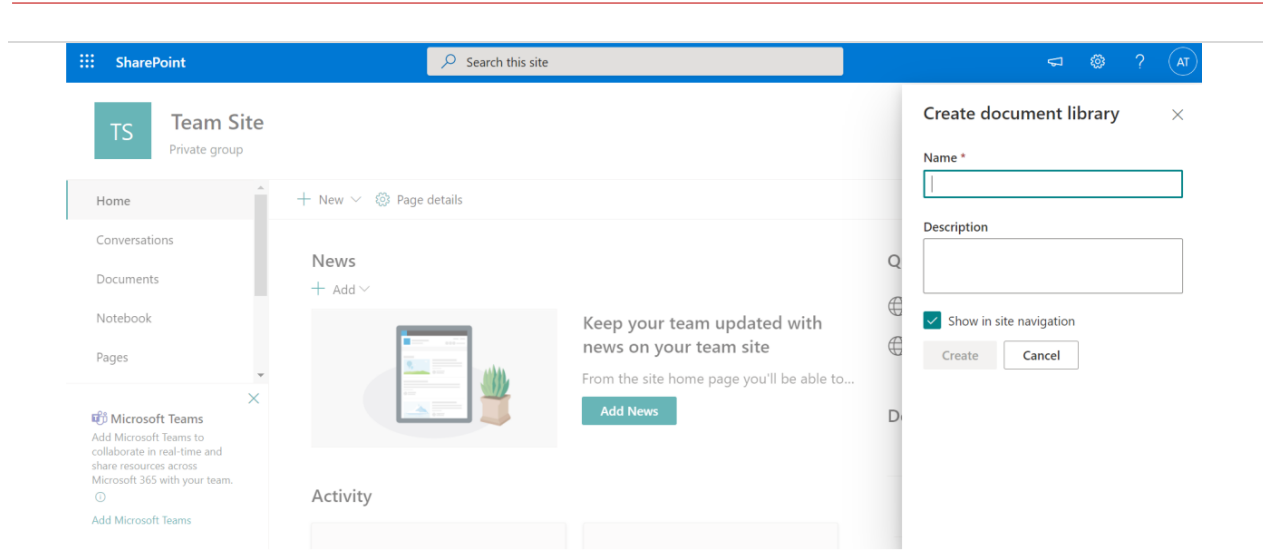 SharePoint
Search this site
?
AT
TS
Team Site
Private group
Home
Conversations
Documents
Notebook
Pages
Microsoft Teams
Add Microsoft Teams to
collaborate in real-time and
share resources across
Microsoft 365 with your team.
Add Microsoft Teams
+ New
Page details
News
+ Add
Keep your team updated with
news on your team site
From the site home page you'll be able to...
Add News
Activity
Q
D
Create document library
Name *
Description
Show in site navigation
Create
Cancel